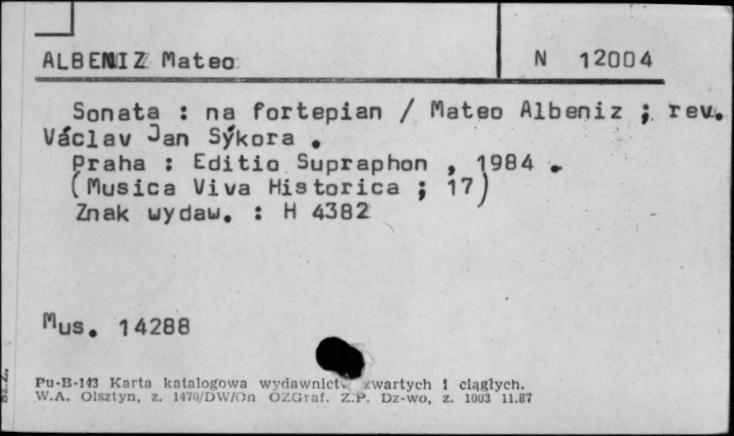 ALBENIZ Mateo
N 12004
Sonata : na fortepian / Mateo Albeniz ; rev.
Václav Jan Sýkora .
Praha : Editio Supraphon , 1984 .
(Musica Viva Historica ; 17)
Znak wydaw. : H 4382
Mus. 14288
Pu-B-143 Karta katalogowa wydawnictw zwartych i ciągłych.
W.A. Olsztyn, z. 1470/DW/On OZGraf. Z.P. Dz-wo, z. 1003 11.87